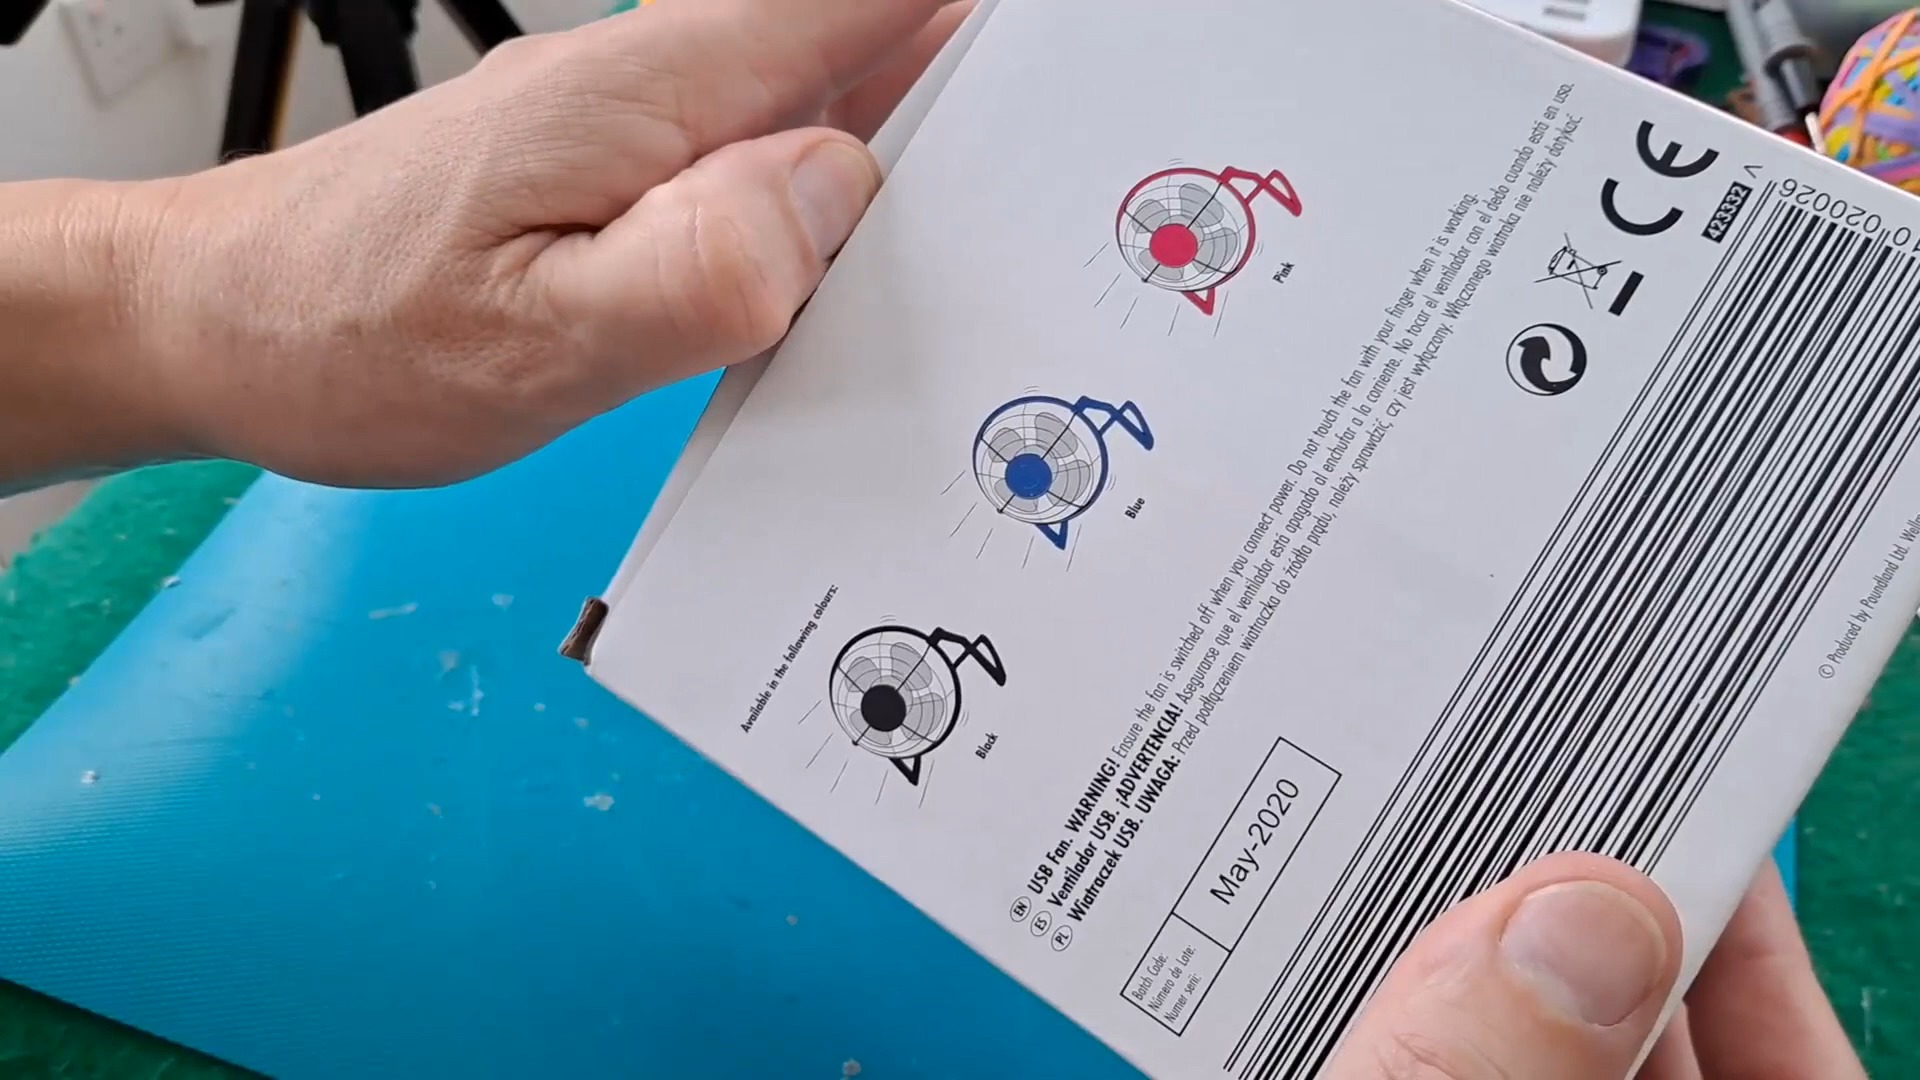 Available in the following colours:
Black
Blue
Pink
EN USB Fan. WARNING! Ensure the fan is switched off when you connect power. Do not touch the fan with your finger when it is working.
ES Ventilador USB. ¡ADVERTENCIA! Asegurarse que el ventilador está apagado al enchufar a la corriente. No tocar el ventilador con el dedo cuando está en uso.
PL Wiatraczek USB. UWAGA: Przed podłączeniem wiatraczka do źródła prądu, należy sprawdzić, czy jest wyłączony. Włączonego wiatraka nie należy dotykać.
Batch Code:
Número de Lote:
Numer serii:
May-2020
CE
423332
020026
© Produced by Poundland Ltd.